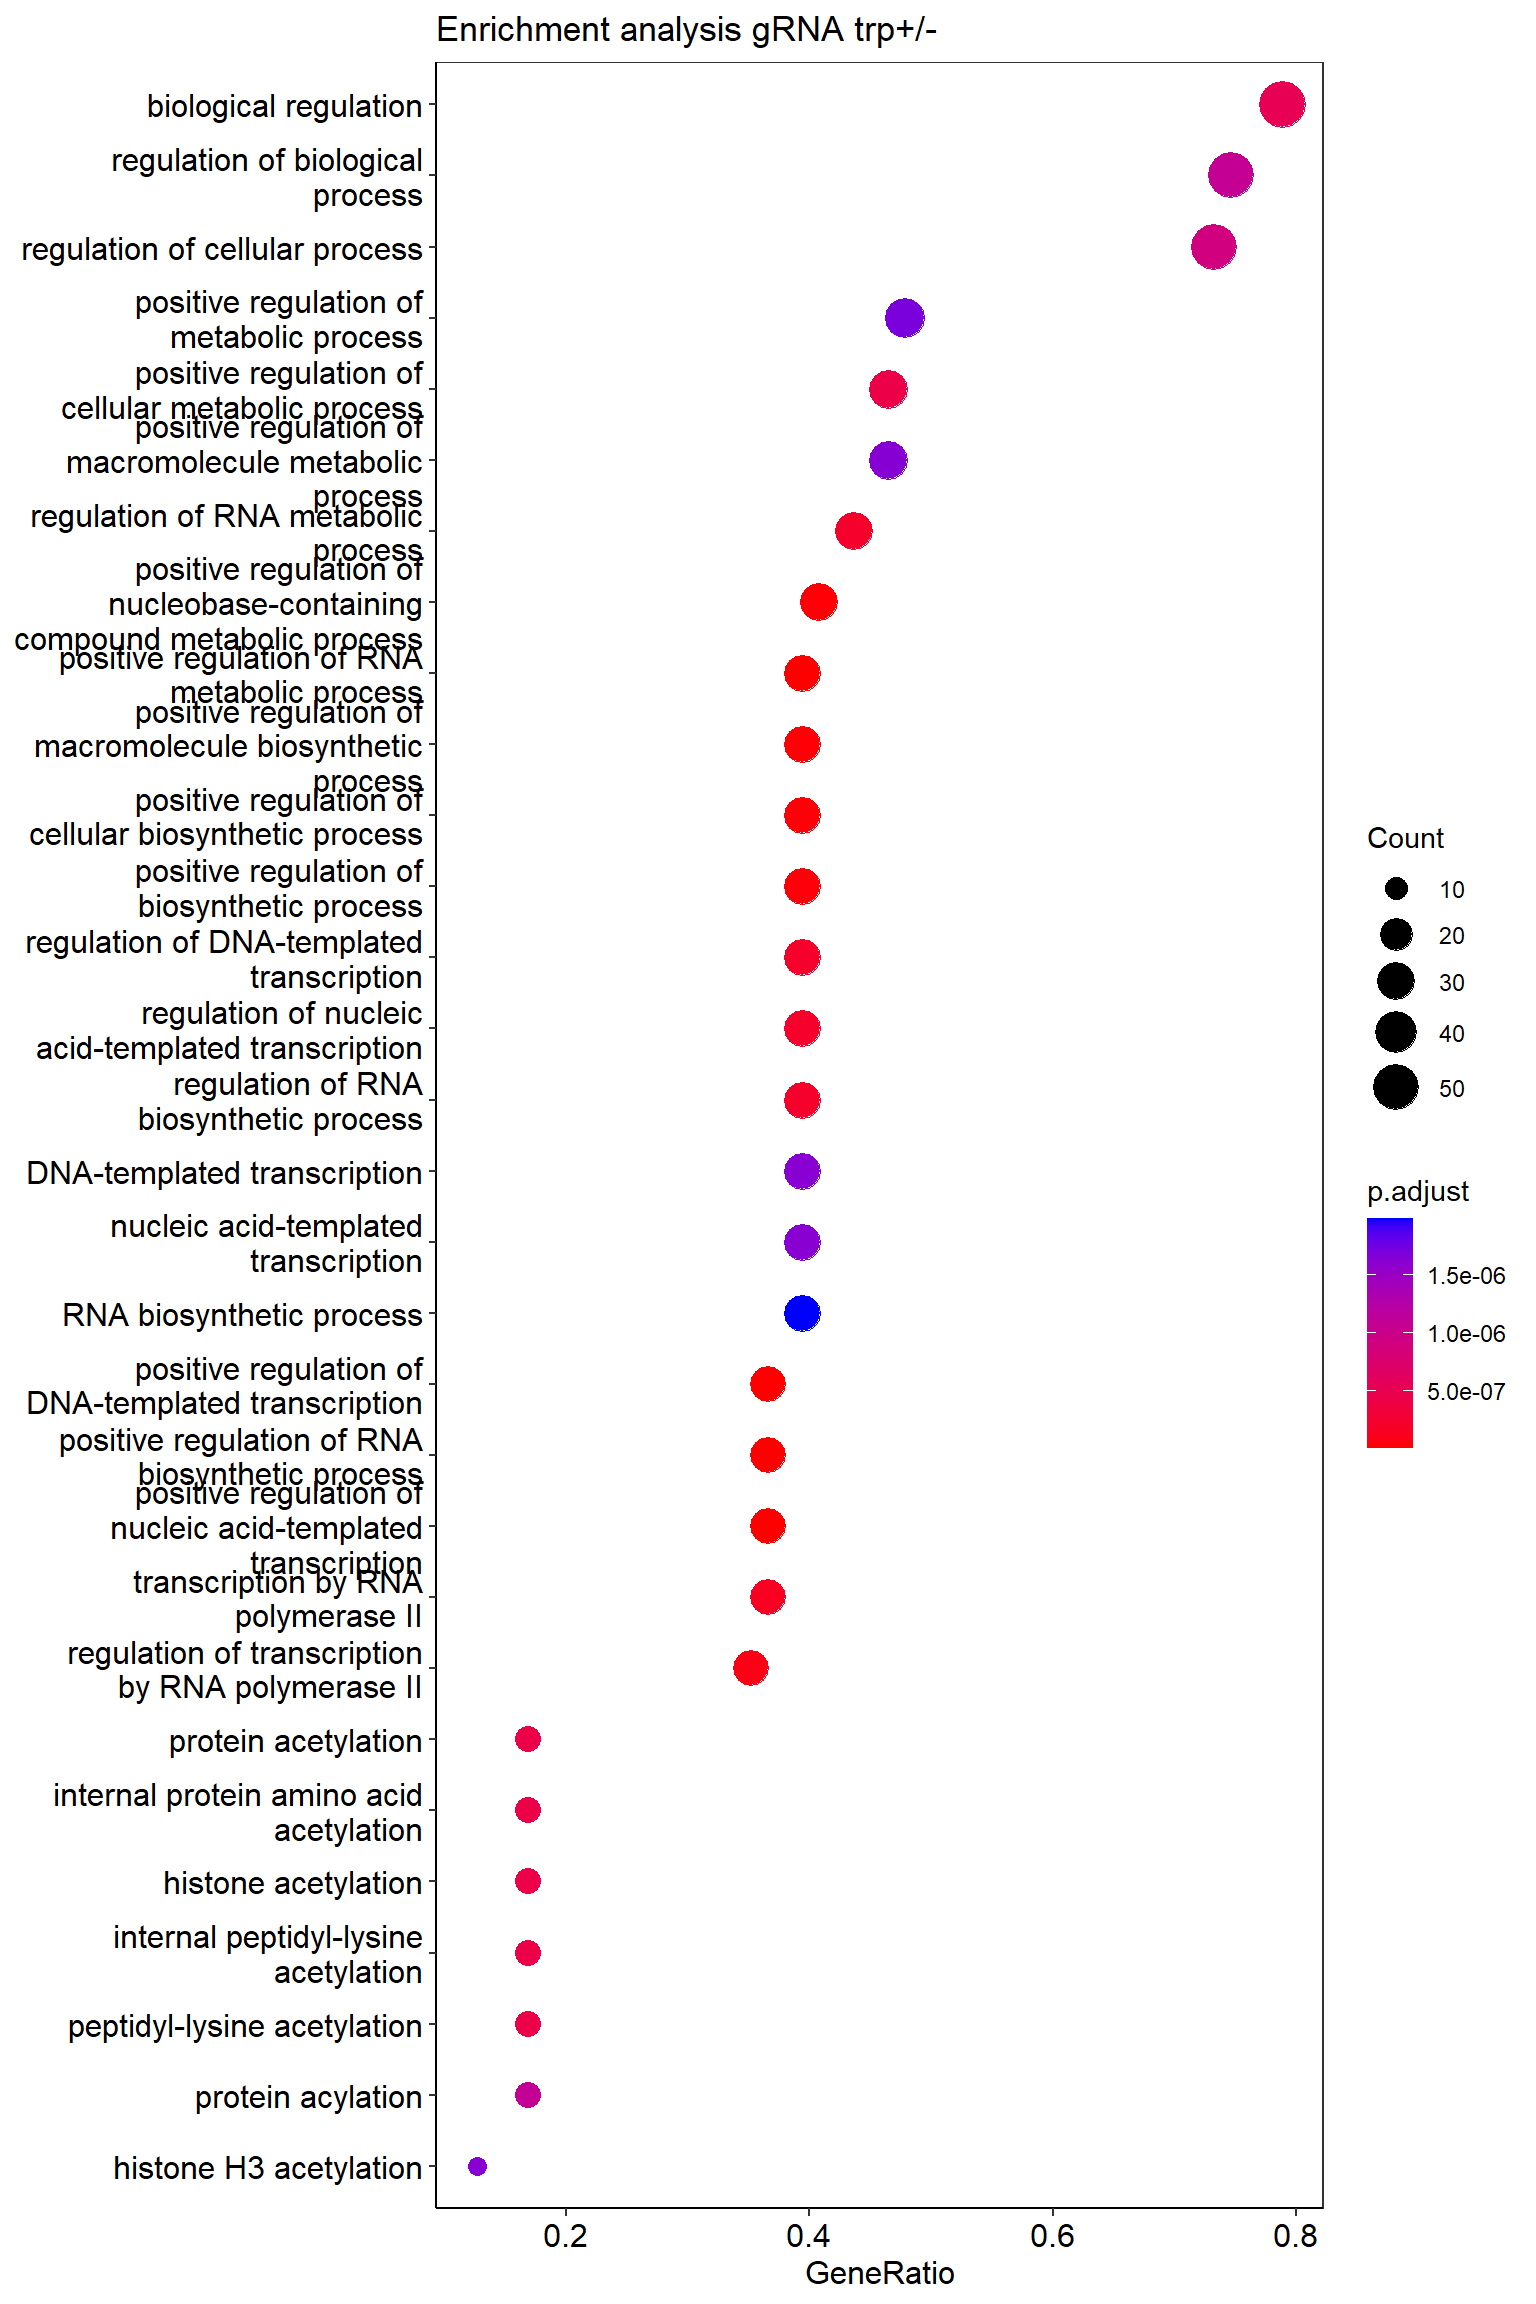 Enrichment analysis gRNA trp+/-
biological regulation
regulation of biological
process
regulation of cellular process
positive regulation of
metabolic process
positive regulation of
cellular metabolic process
positive regulation of
macromolecule metabolic
process
regulation of RNA metabolic
process
positive regulation of
nucleobase-containing
compound metabolic process
positive regulation of RNA
metabolic process
positive regulation of
macromolecule biosynthetic
process
positive regulation of
cellular biosynthetic process
positive regulation of
biosynthetic process
regulation of DNA-templated
transcription
regulation of nucleic
acid-templated transcription
regulation of RNA
biosynthetic process
DNA-templated transcription
nucleic acid-templated
transcription
RNA biosynthetic process
positive regulation of
DNA-templated transcription
positive regulation of RNA
biosynthetic process
positive regulation of
nucleic acid-templated
transcription
transcription by RNA
polymerase II
regulation of transcription
by RNA polymerase II
protein acetylation
internal protein amino acid
acetylation
histone acetylation
internal peptidyl-lysine
acetylation
peptidyl-lysine acetylation
protein acylation
histone H3 acetylation
0.2
0.4
0.6
0.8
GeneRatio
Count
10
20
30
40
50
p.adjust
1.5e-06
1.0e-06
5.0e-07